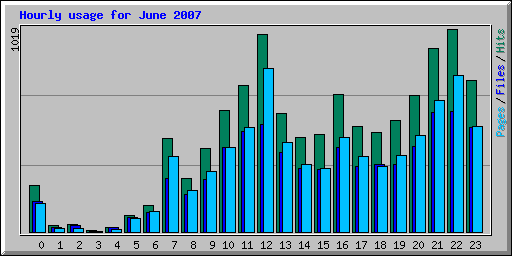 Hourly usage for June 2007
1019
Pages / Files / Hits
0 1 2 3 4 5 6 7 8 9 10 11 12 13 14 15 16 17 18 19 20 21 22 23